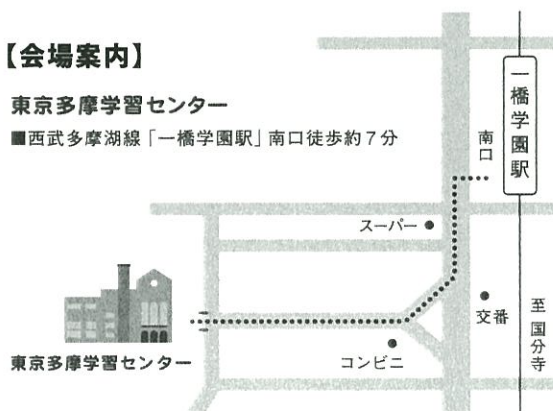 【会場案内】
東京多摩学習センター
■西武多摩湖線「一橋学園駅」南口徒歩約7分
一橋学園駅
南口
スーパー
交番
至 国分寺
コンビニ
東京多摩学習センター